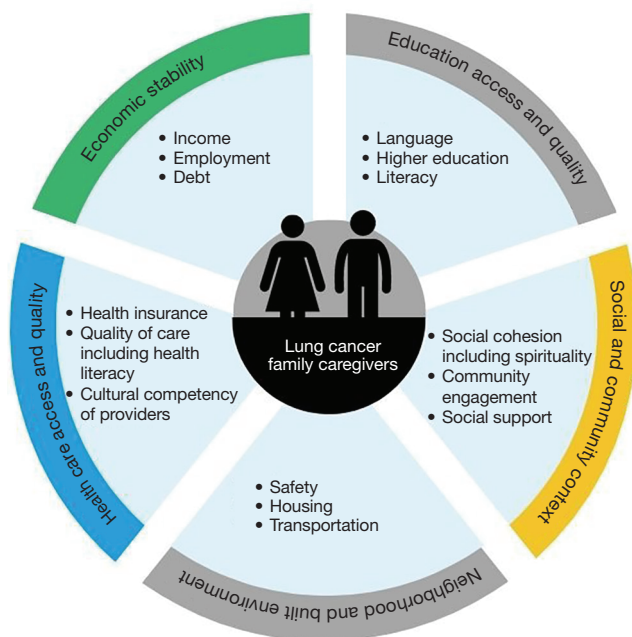 Economic stability
• Income
• Employment
• Debt
Education access and quality
• Language
• Higher education
• Literacy
Social and community context
• Social cohesion
including spirituality
• Community
engagement
• Social support
Neighborhood and built environment
• Safety
• Housing
• Transportation
Health care access and quality
• Health insurance
• Quality of care
including health
literacy
• Cultural competency
of providers
Lung cancer
family caregivers